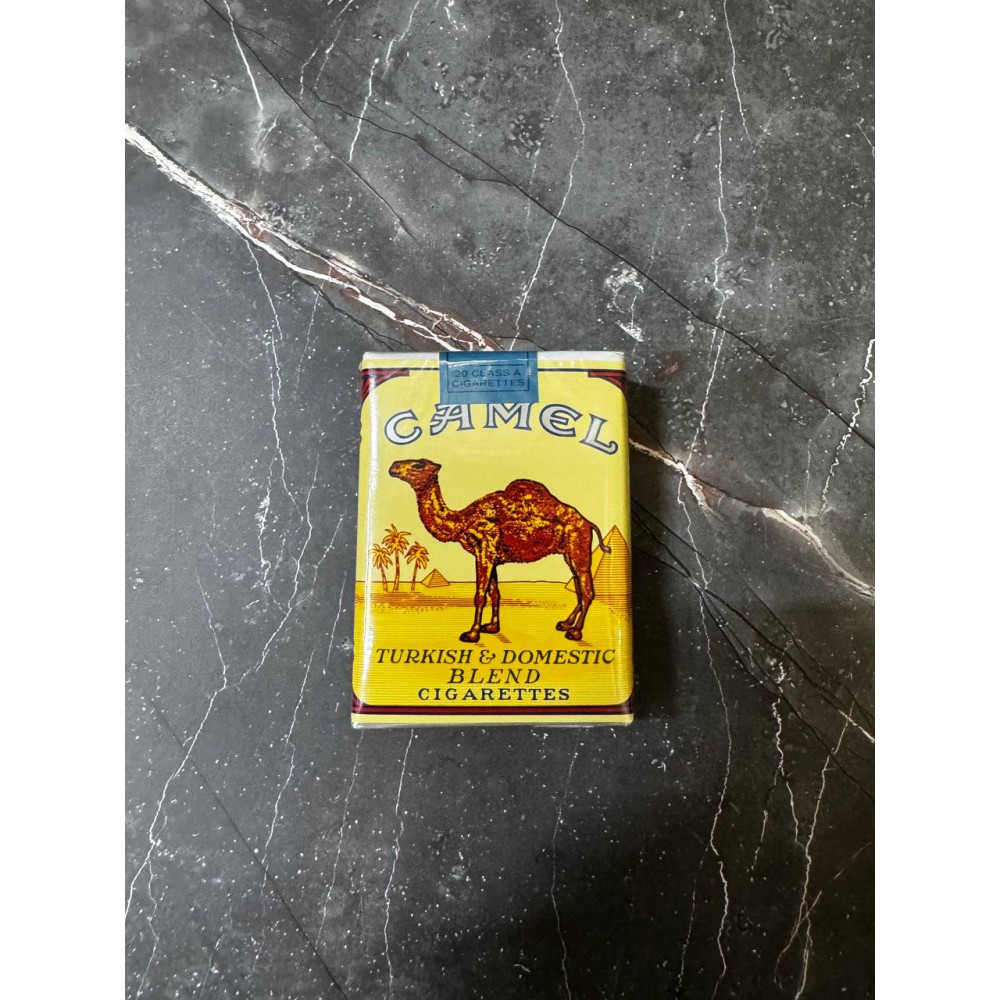 20 CLASS A
CIGARETTES
CAMEL
TURKISH & DOMESTIC
BLEND
CIGARETTES